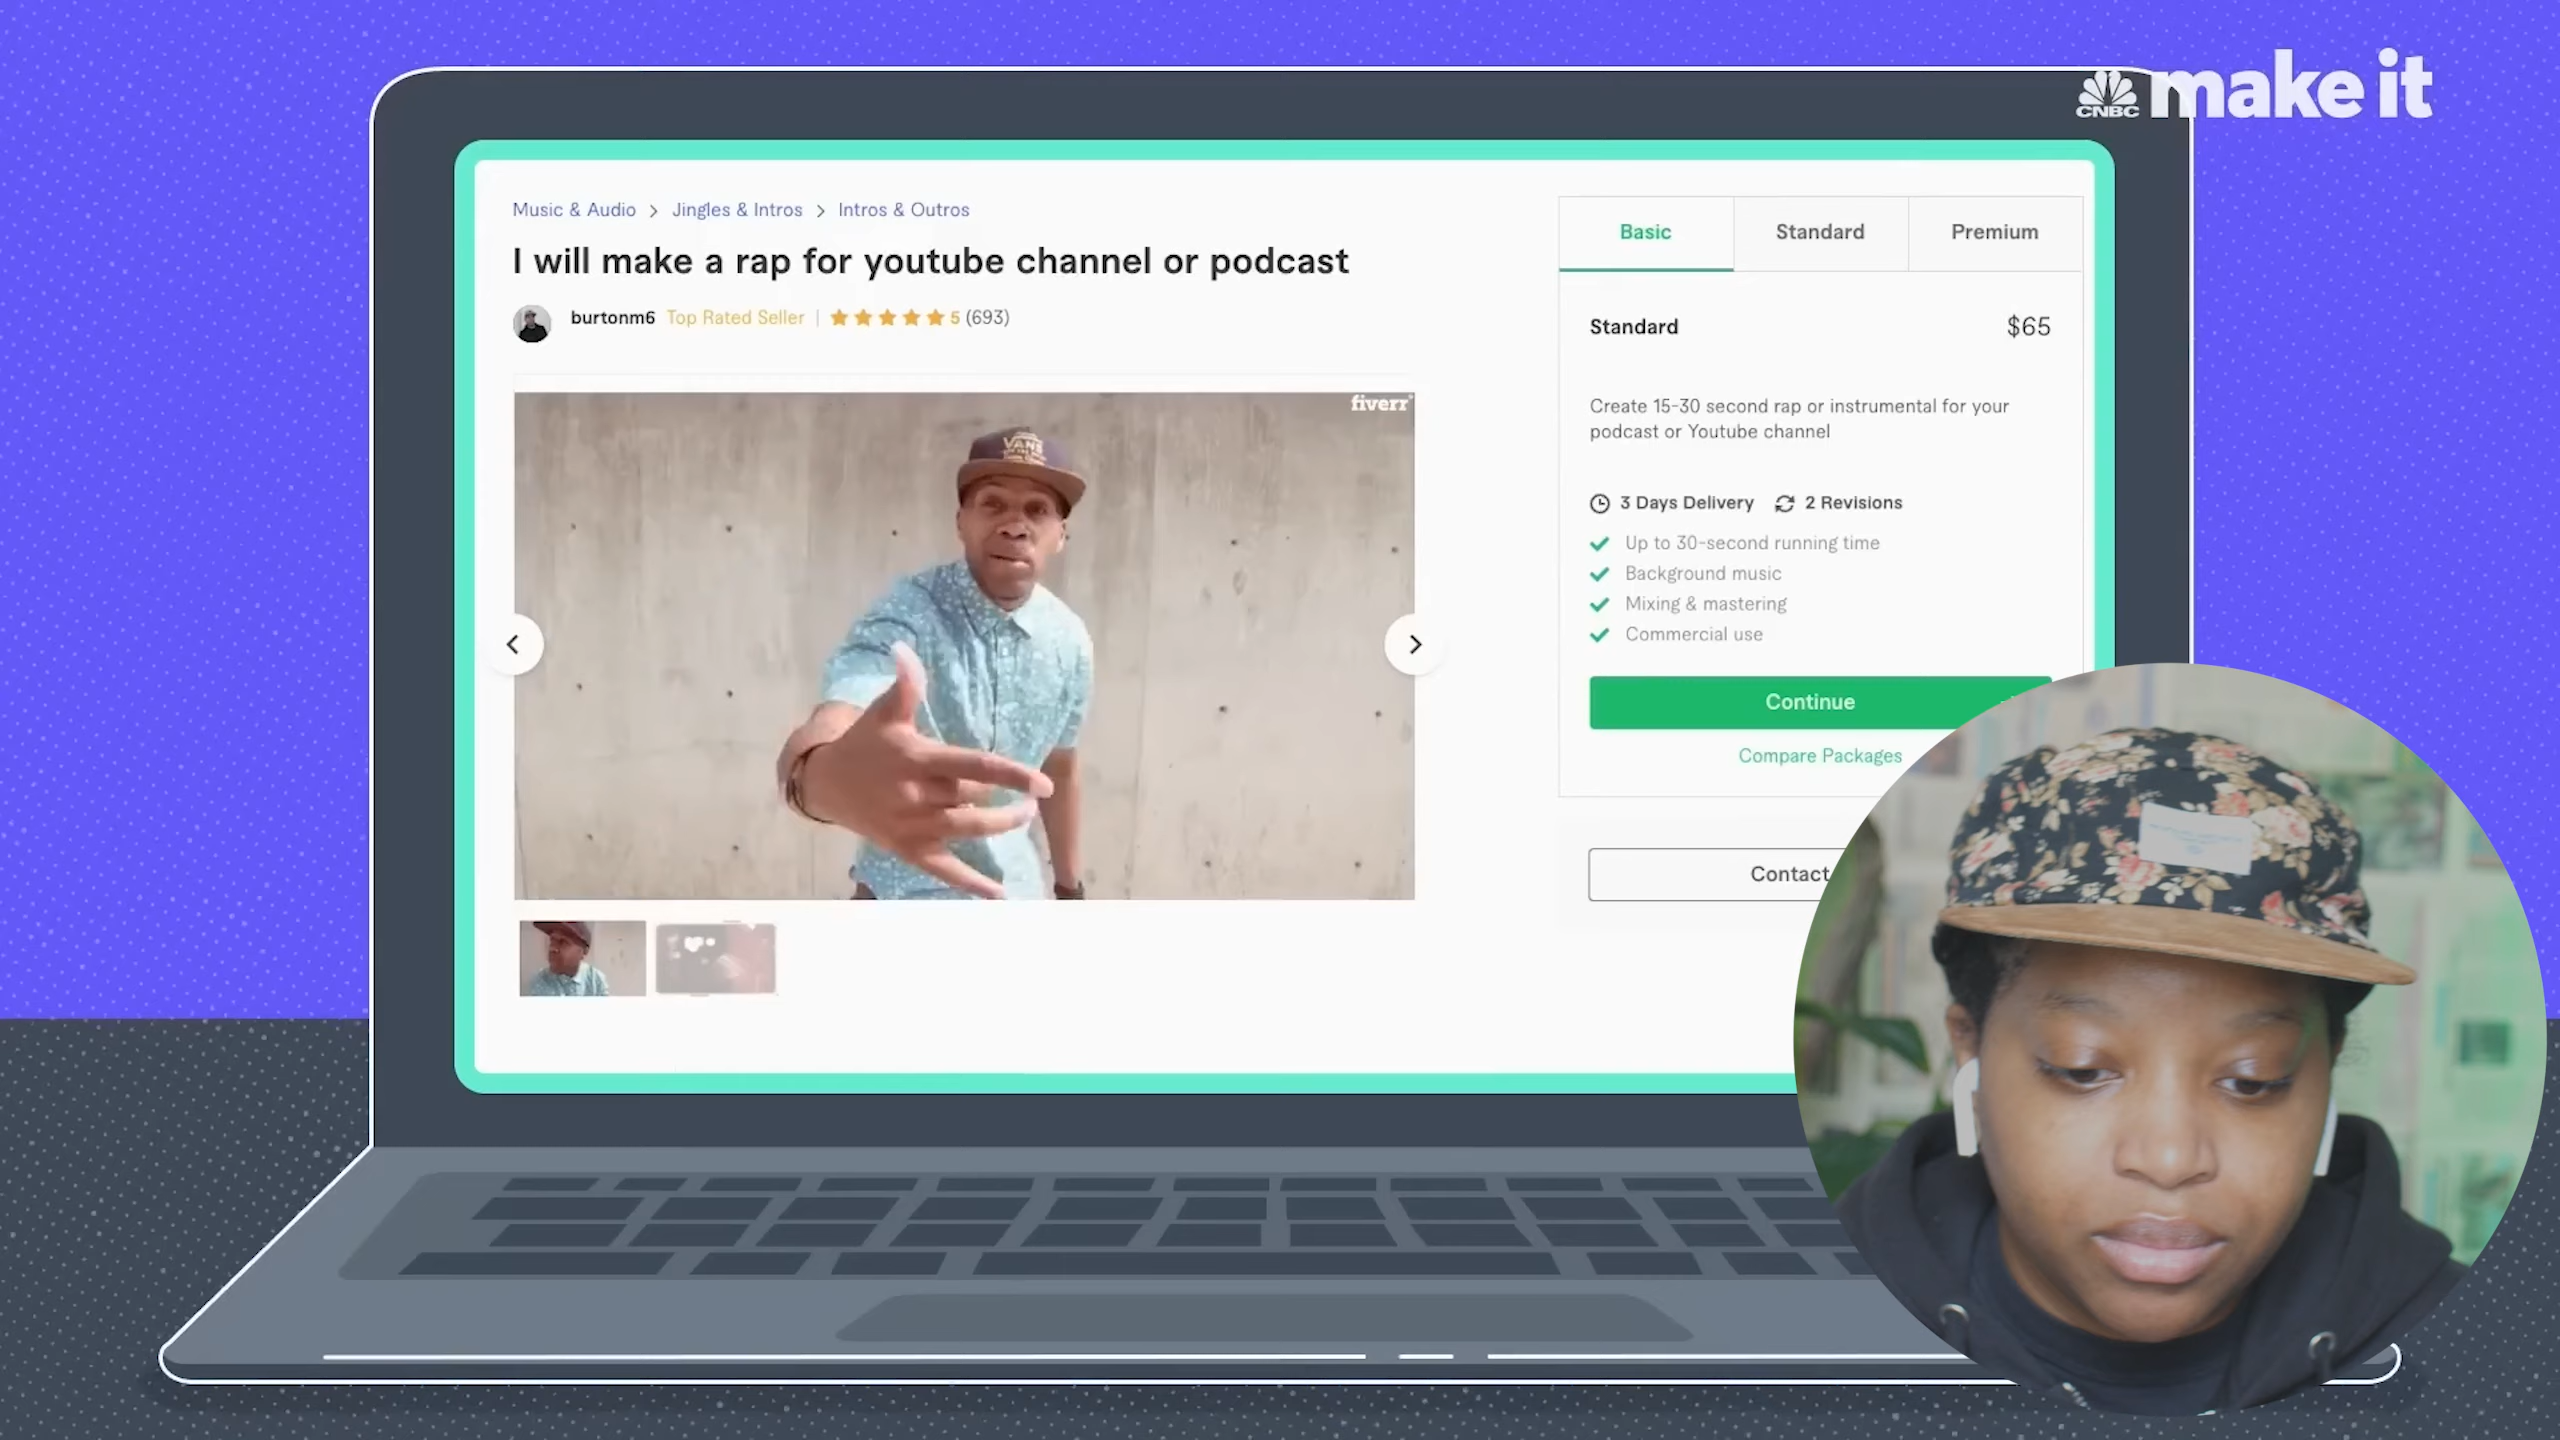 CNBC make it
Music & Audio > Jingles & Intros > Intros & Outros
I will make a rap for youtube channel or podcast
burtonm6 Top Rated Seller | 5 (693)
fiverr
VANS
Basic
Standard
Premium
Standard
$65
Create 15-30 second rap or instrumental for your
podcast or Youtube channel
3 Days Delivery 2 Revisions
Up to 30-second running time
Background music
Mixing & mastering
Commercial use
Continue
Compare Packages
Contact